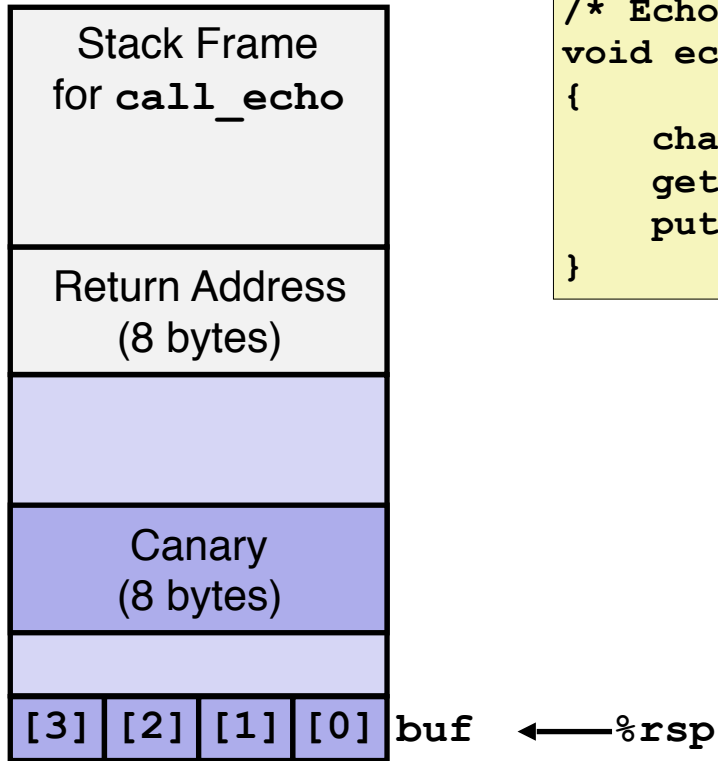 Stack Frame
for call_echo
Return Address
(8 bytes)
Canary
(8 bytes)
[3] [2] [1] [0] buf ←%rsp
/* Echo
void ec
{
cha
get
put
}